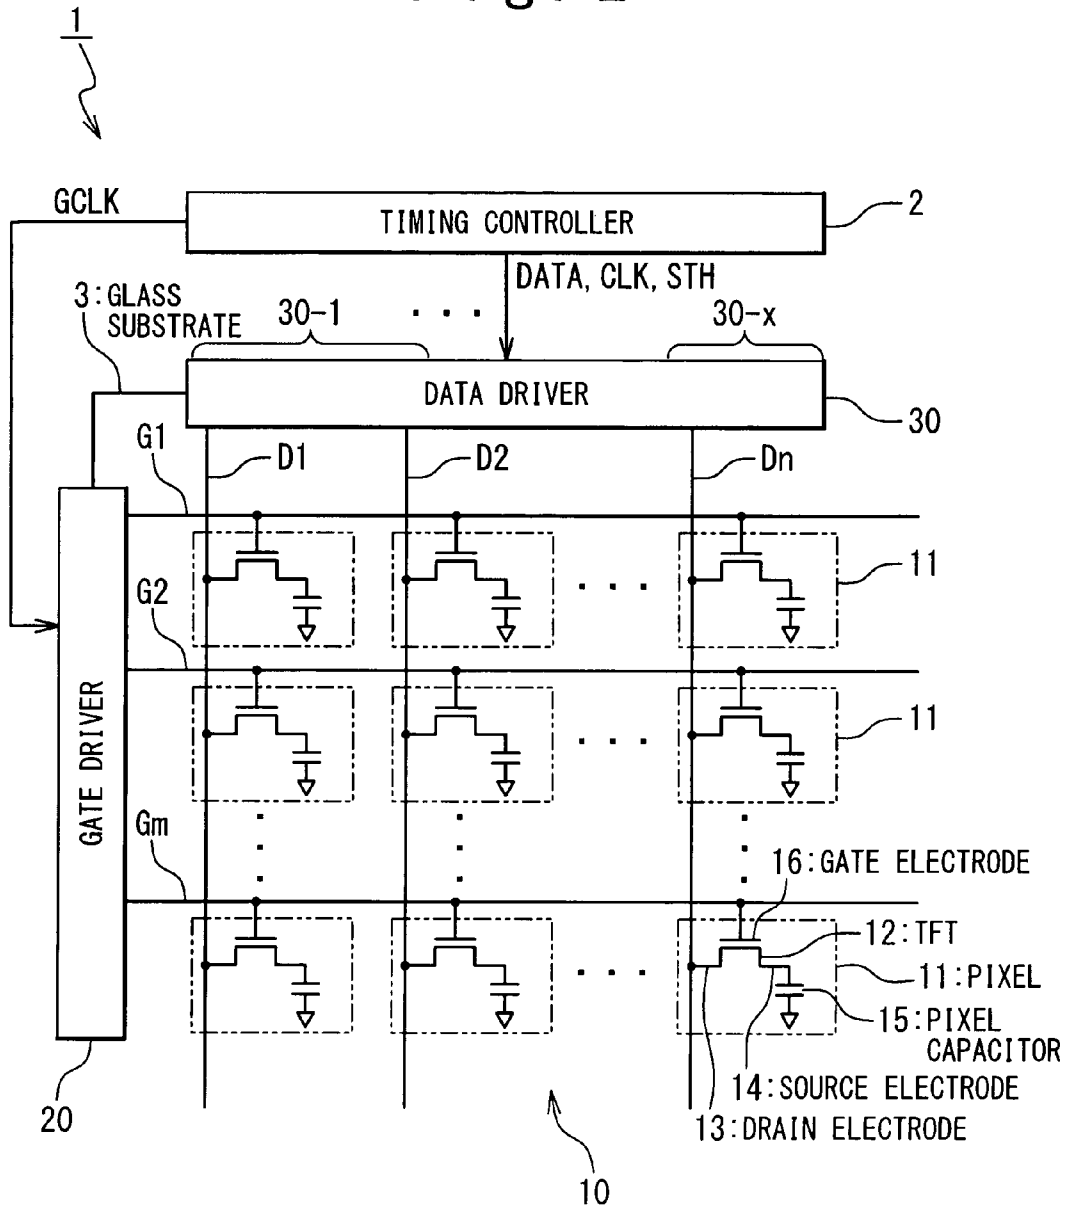 1
GCLK
TIMING CONTROLLER
2
DATA, CLK, STH
3:GLASS
SUBSTRATE
30-1
. . .
30-x
DATA DRIVER
30
G1
D1
D2
Dn
11
G2
11
GATE DRIVER
Gm
16:GATE ELECTRODE
12:TFT
11:PIXEL
15:PIXEL
CAPACITOR
14:SOURCE ELECTRODE
13:DRAIN ELECTRODE
20
10